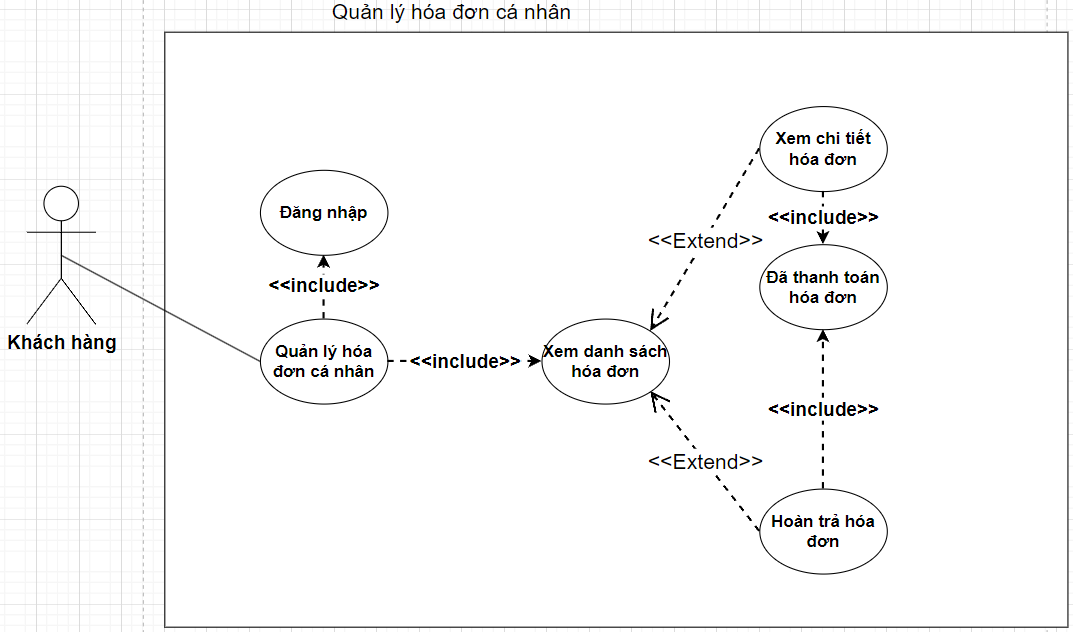 Quản lý hóa đơn cá nhân
Xem chi tiết
hóa đơn
Đăng nhập
<<include>>
<<Extend>>
<<include>>
Đã thanh toán
hóa đơn
Khách hàng
Quản lý hóa
đơn cá nhân
<<include>>
Xem danh sách
hóa đơn
<<include>>
<<Extend>>
Hoàn trả hóa
đơn